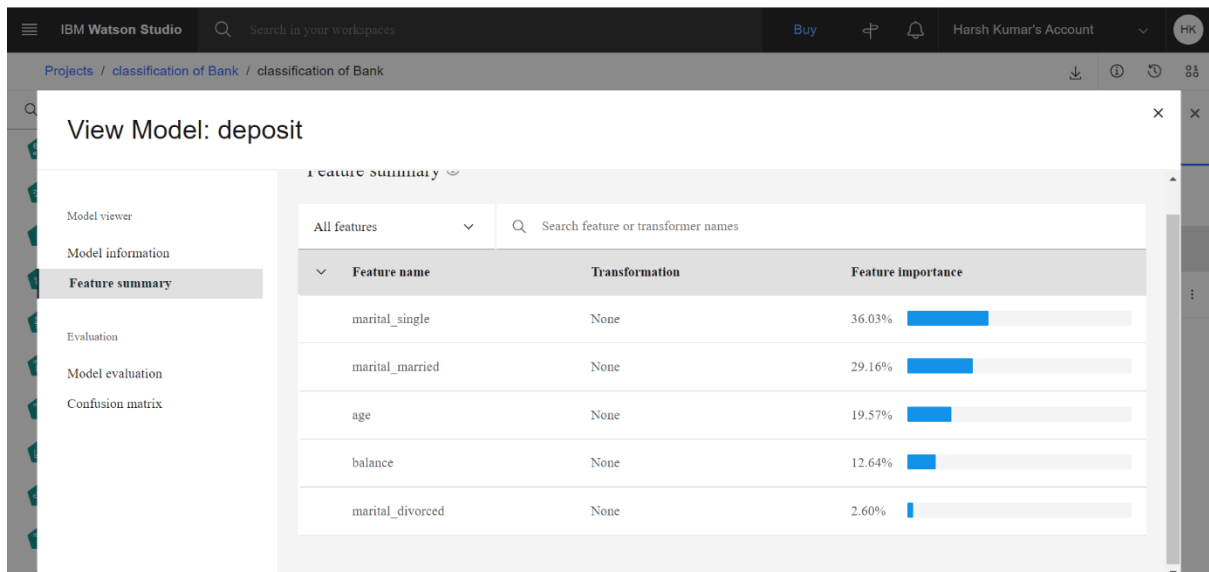 IBM Watson Studio
Search in your workspaces
Buy
Harsh Kumar's Account
HK
Projects / classification of Bank / classification of Bank
View Model: deposit
Feature summary
Model viewer
Model information
Feature summary
Evaluation
Model evaluation
Confusion matrix
All features
Search feature or transformer names
Feature name Transformation Feature importance
marital_single None 36.03%
marital_married None 29.16%
age None 19.57%
balance None 12.64%
marital_divorced None 2.60%